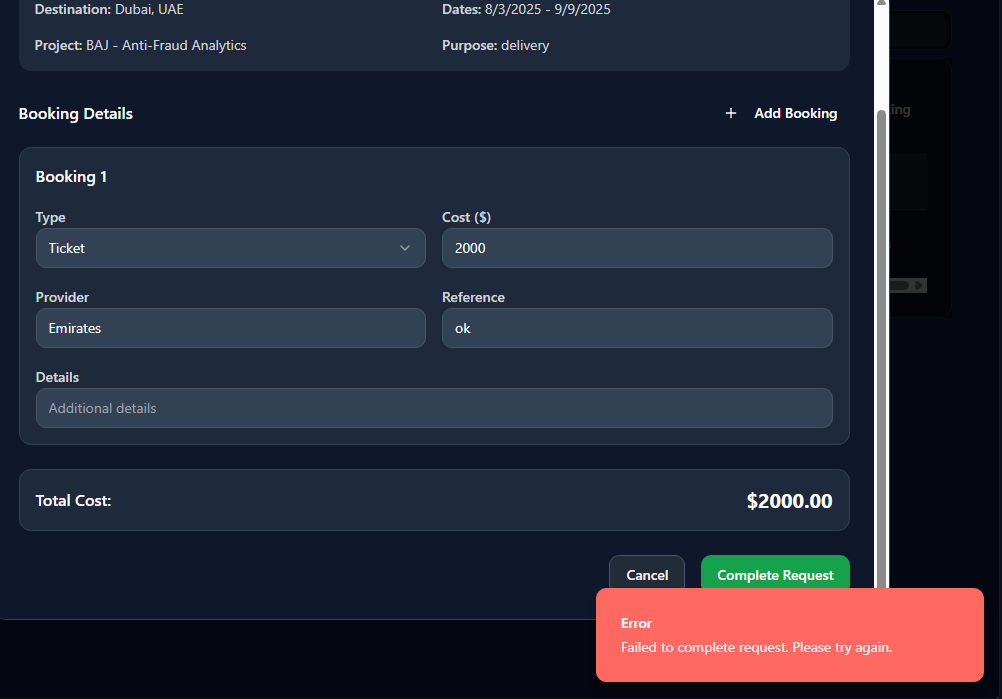 Destination: Dubai, UAE
Dates: 8/3/2025 - 9/9/2025
Project: BAJ - Anti-Fraud Analytics
Purpose: delivery
Booking Details
+ Add Booking
Booking 1
Type
Cost ($)
Ticket
2000
Provider
Reference
Emirates
ok
Details
Additional details
Total Cost:
$2000.00
Cancel
Complete Request
Error
Failed to complete request. Please try again.